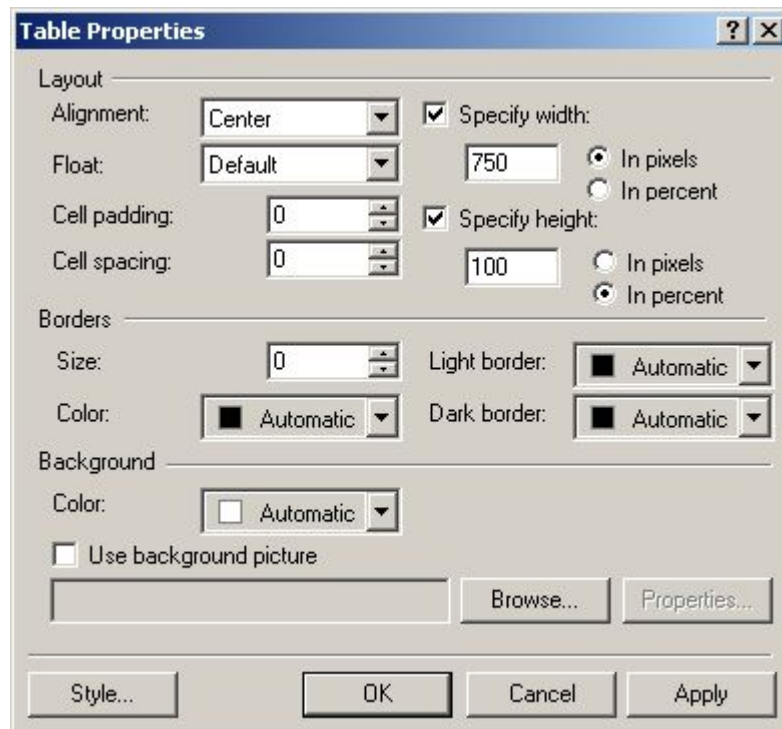 Table Properties
Layout
Alignment: Center
Specify width:
750 In pixels
In percent
Float: Default
Cell padding: 0
Specify height:
Cell spacing: 0
100 In pixels
In percent
Borders
Size: 0
Light border: Automatic
Color: Automatic
Dark border: Automatic
Background
Color: Automatic
Use background picture
Browse... Properties...
Style... OK Cancel Apply